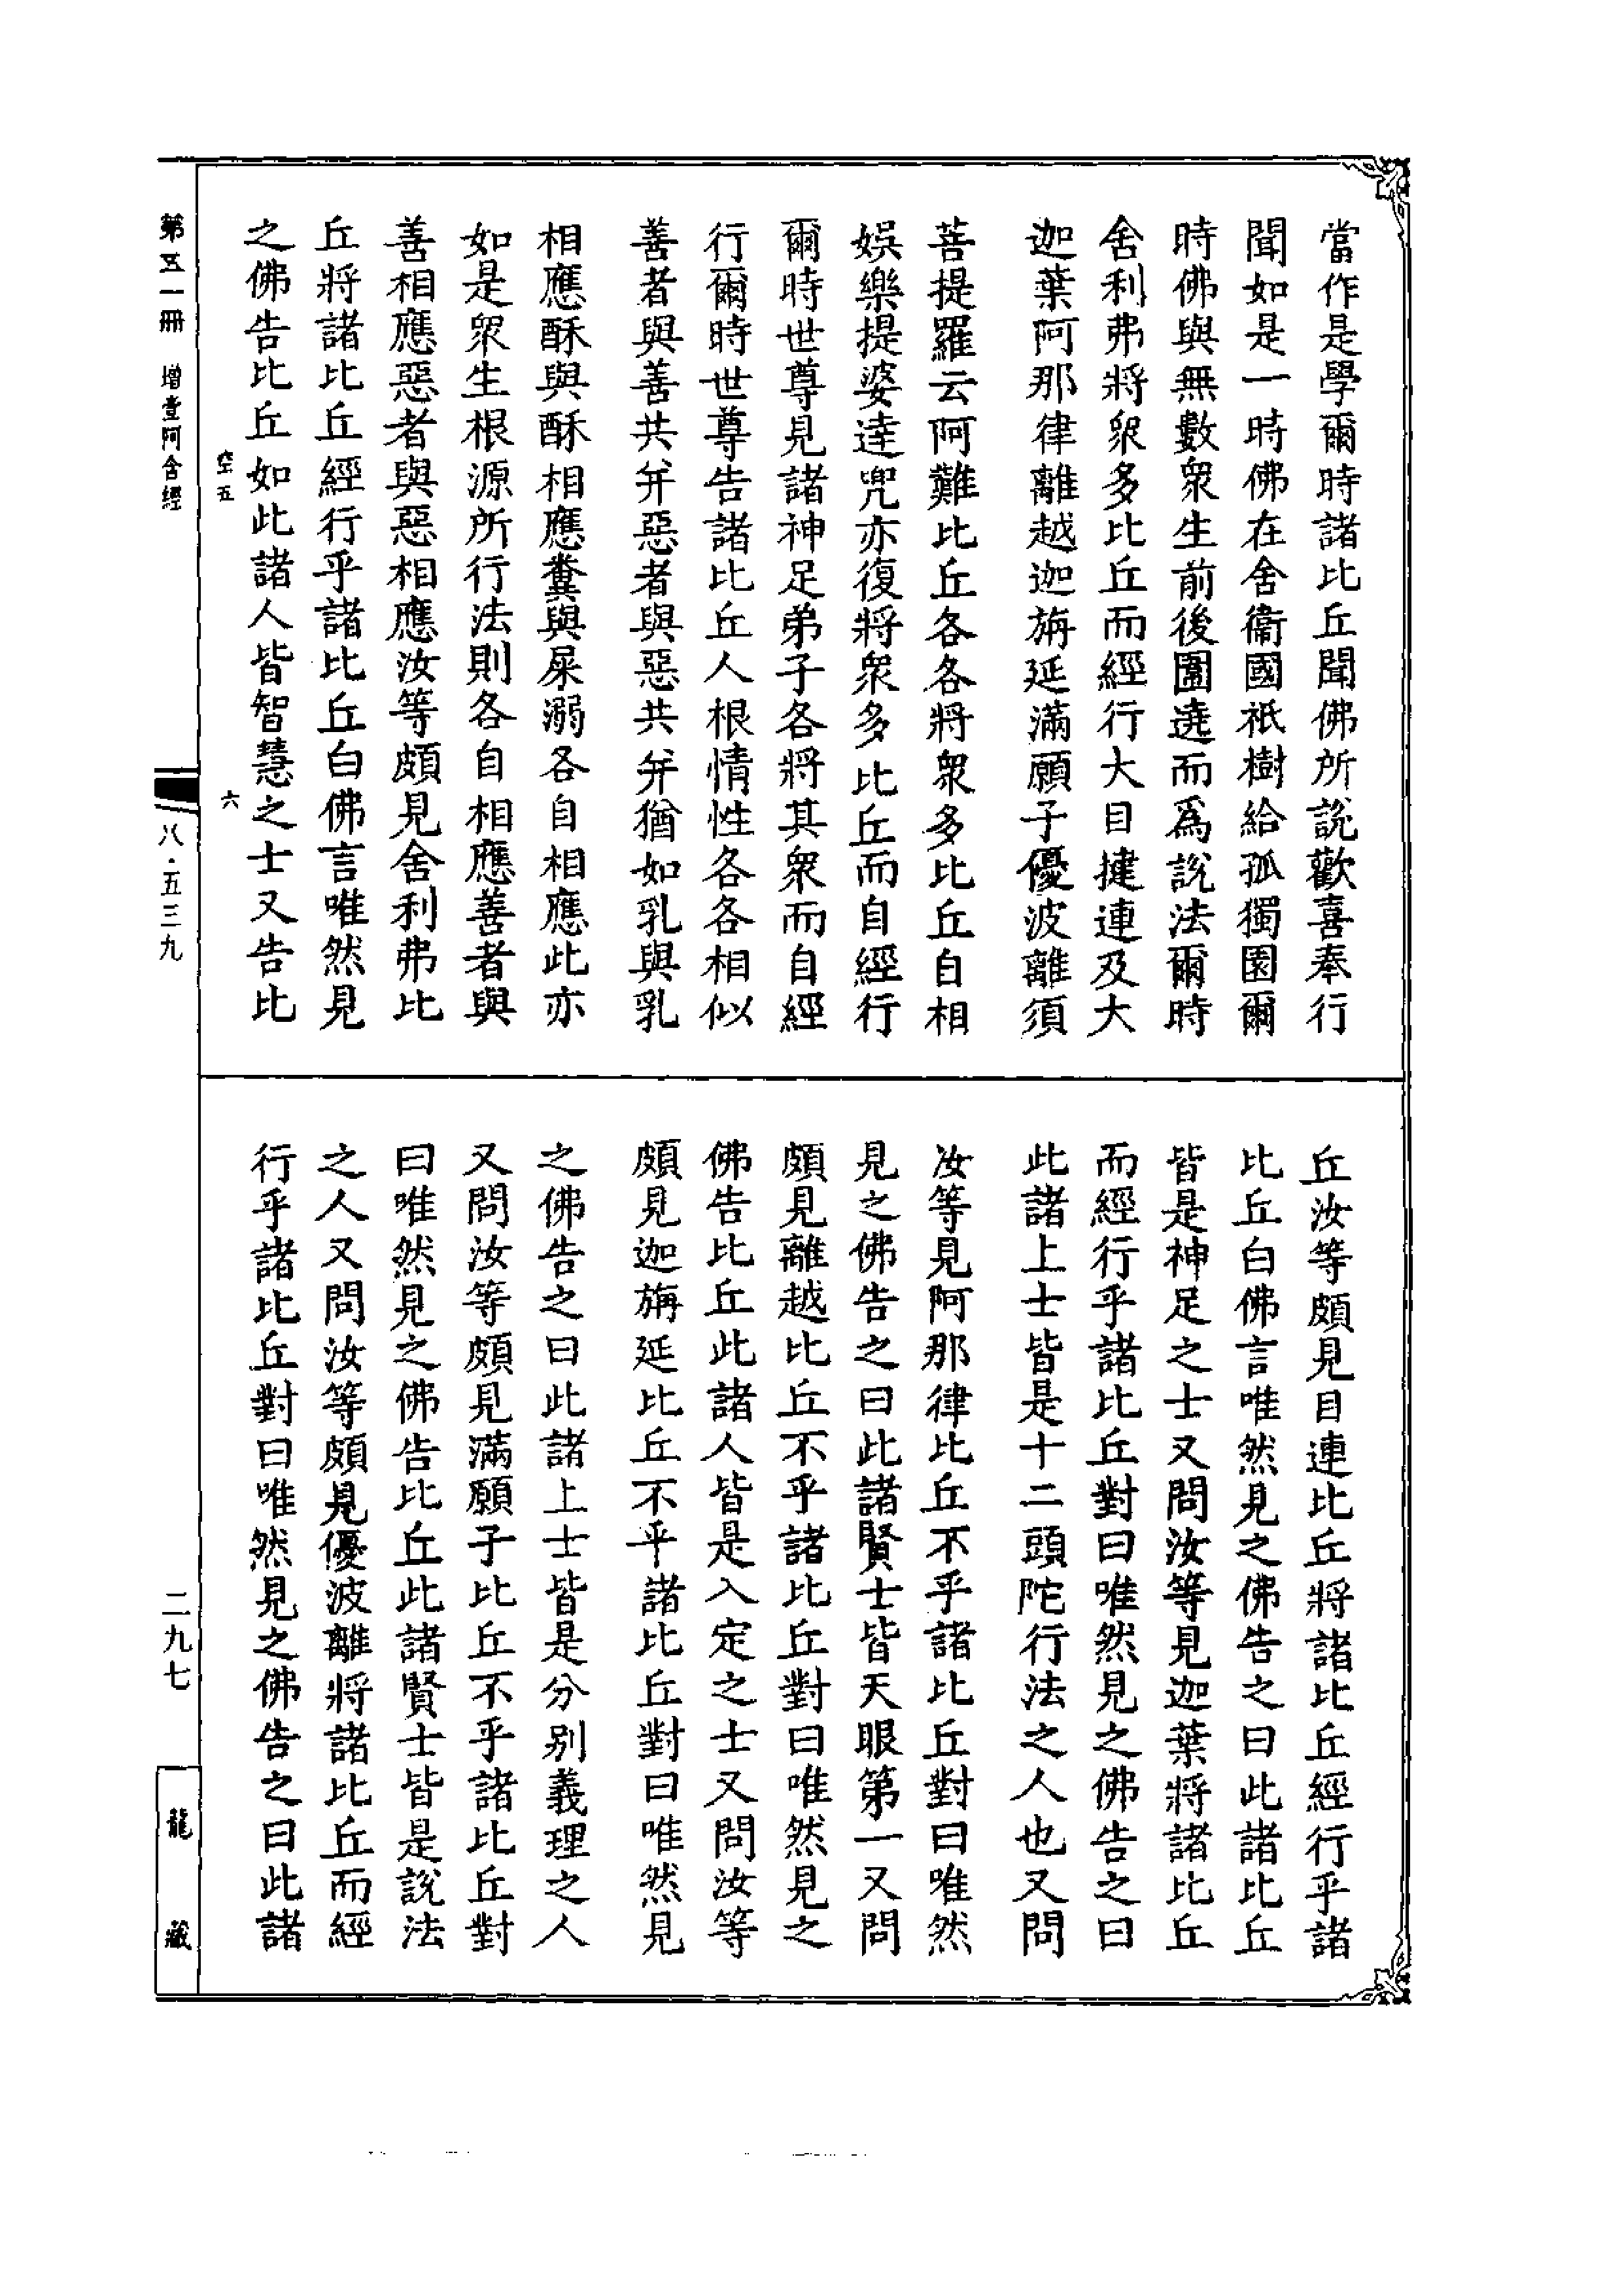 當作是學爾時諸比丘聞佛所說歡喜奉行
聞如是一時佛在舍衞國祇樹給孤獨園爾
時佛與無數衆生前後圍遶而爲說法爾時
舍利弗將衆多比丘而經行大目揵連及大
迦葉阿那律離越迦旃延滿願子優波離須
菩提羅云阿難比丘各各將衆多比丘自相
娛樂提婆達兜亦復將衆多比丘而自經行
爾時世尊見諸神足弟子各將其衆而自經
行爾時世尊告諸比丘人根情性各各相似
善者與善共并惡者與惡共并猶如乳與乳
相應酥與酥相應糞與屎溺各自相應此亦
如是衆生根源所行法則各自相應善者與
善相應惡者與惡相應汝等頗見舍利弗比
丘將諸比丘經行乎諸比丘白佛言唯然見
之佛告比丘如此諸人皆智慧之士又告比
丘汝等頗見目連比丘將諸比丘經行乎諸
比丘白佛言唯然見之佛告之曰此諸比丘
皆是神足之士又問汝等見迦葉將諸比丘
而經行乎諸比丘對曰唯然見之佛告之曰
此諸上士皆是十二頭陀行法之人也又問
汝等見阿那律比丘不乎諸比丘對曰唯然
見之佛告之曰此諸賢士皆天眼第一又問
頗見離越比丘不乎諸比丘對曰唯然見之
佛告比丘此諸人皆是入定之士又問汝等
頗見迦旃延比丘不乎諸比丘對曰唯然見
之佛告之曰此諸上士皆是分別義理之人
又問汝等頗見滿願子比丘不乎諸比丘對
曰唯然見之佛告比丘此諸賢士皆是說法
之人又問汝等頗見優波離將諸比丘而經
行乎諸比丘對曰唯然見之佛告之曰此諸
空五 六
第五一冊 增壹阿含經
八·五三九
二九七
龍藏